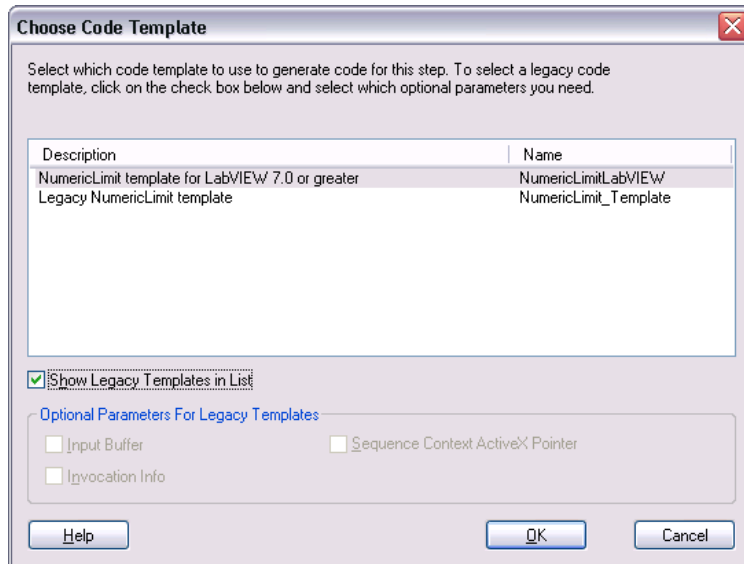 Choose Code Template
Select which code template to use to generate code for this step. To select a legacy code
template, click on the check box below and select which optional parameters you need.
Description Name
NumericLimit template for LabVIEW 7.0 or greater NumericLimitLabVIEW
Legacy NumericLimit template NumericLimit_Template
Show Legacy Templates in List
Optional Parameters For Legacy Templates
Input Buffer Sequence Context ActiveX Pointer
Invocation Info
Help OK Cancel